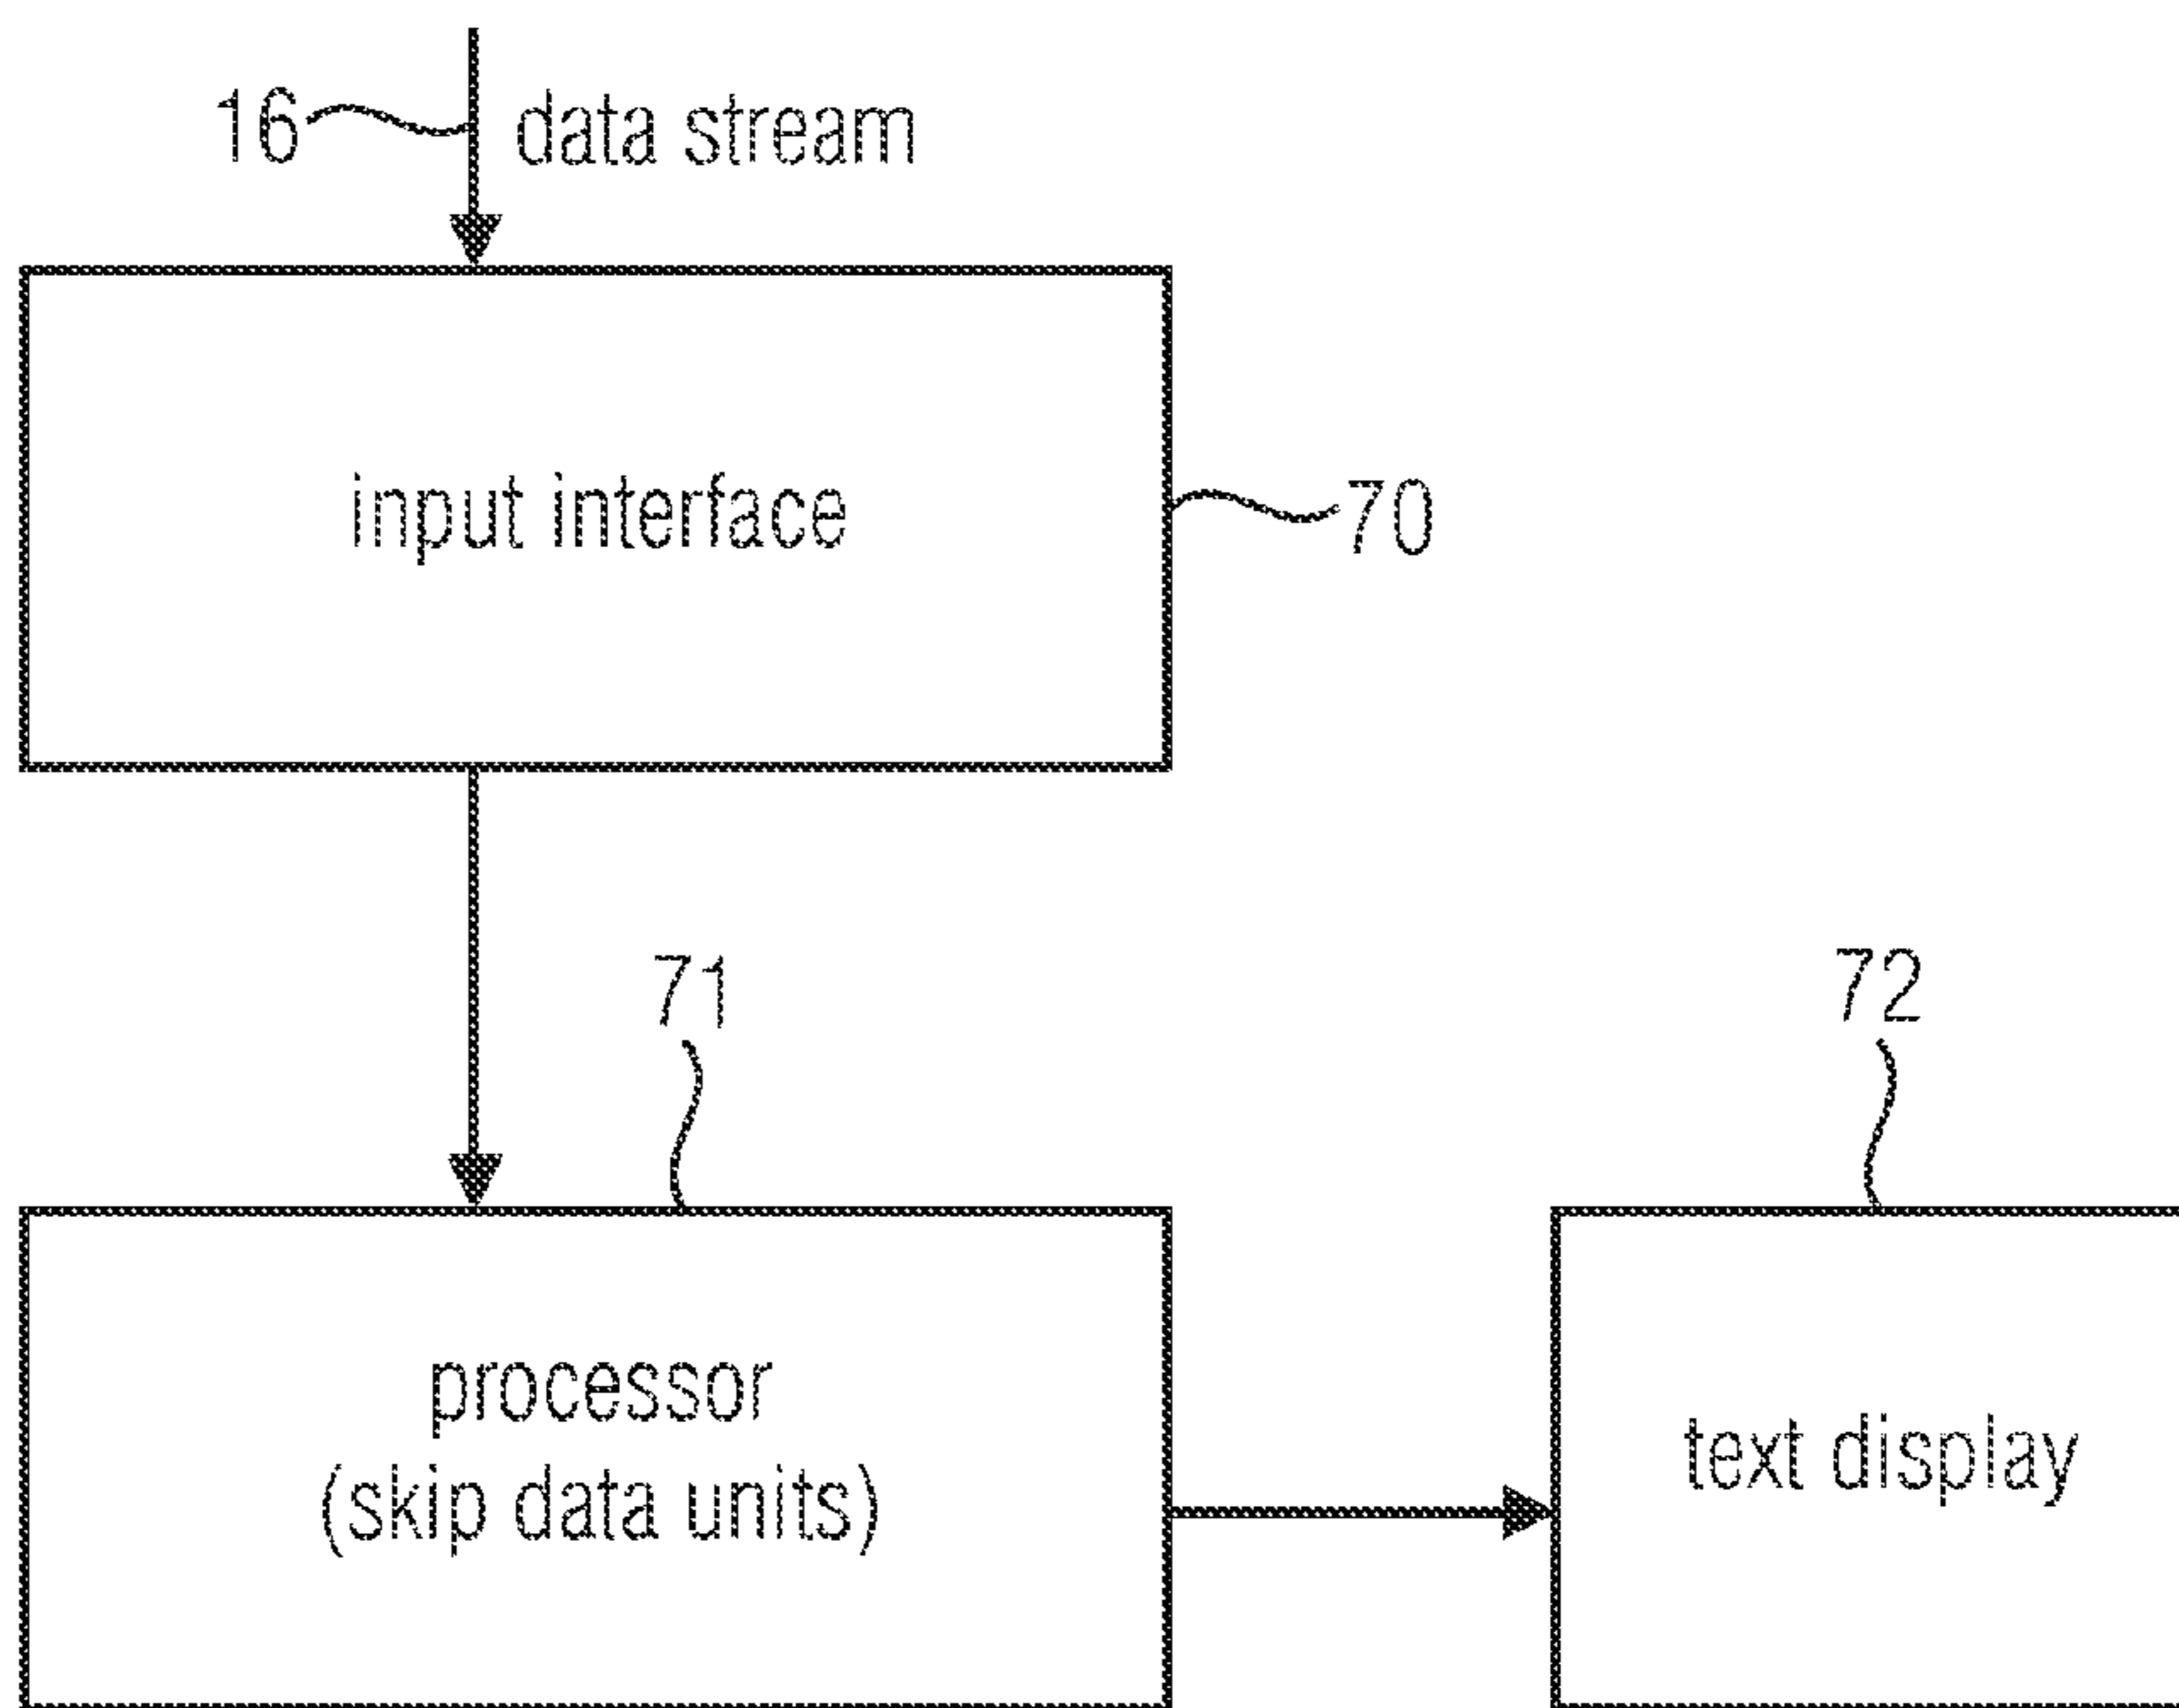 16
data stream
input interface
70
71
72
processor
(skip data units)
text display